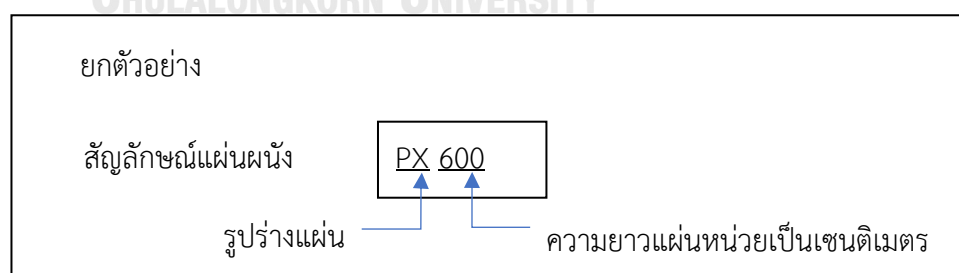 CHULALONGKORN UNIVERSITY
ยกตัวอย่าง
สัญลักษณ์แผ่นผนัง PX 600
รูปร่างแผ่น ความยาวแผ่นหน่วยเป็นเซนติเมตร